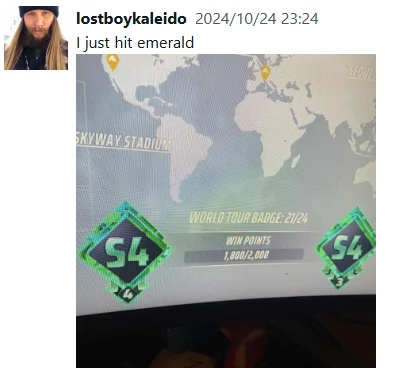 lostboykaleido 2024/10/24 23:24
I just hit emerald
SEOUL
SKYWAY STADIUM
WORLD TOUR BADGE: 21/24
WIN POINTS
1,800/2,000
S4
4
S4
3